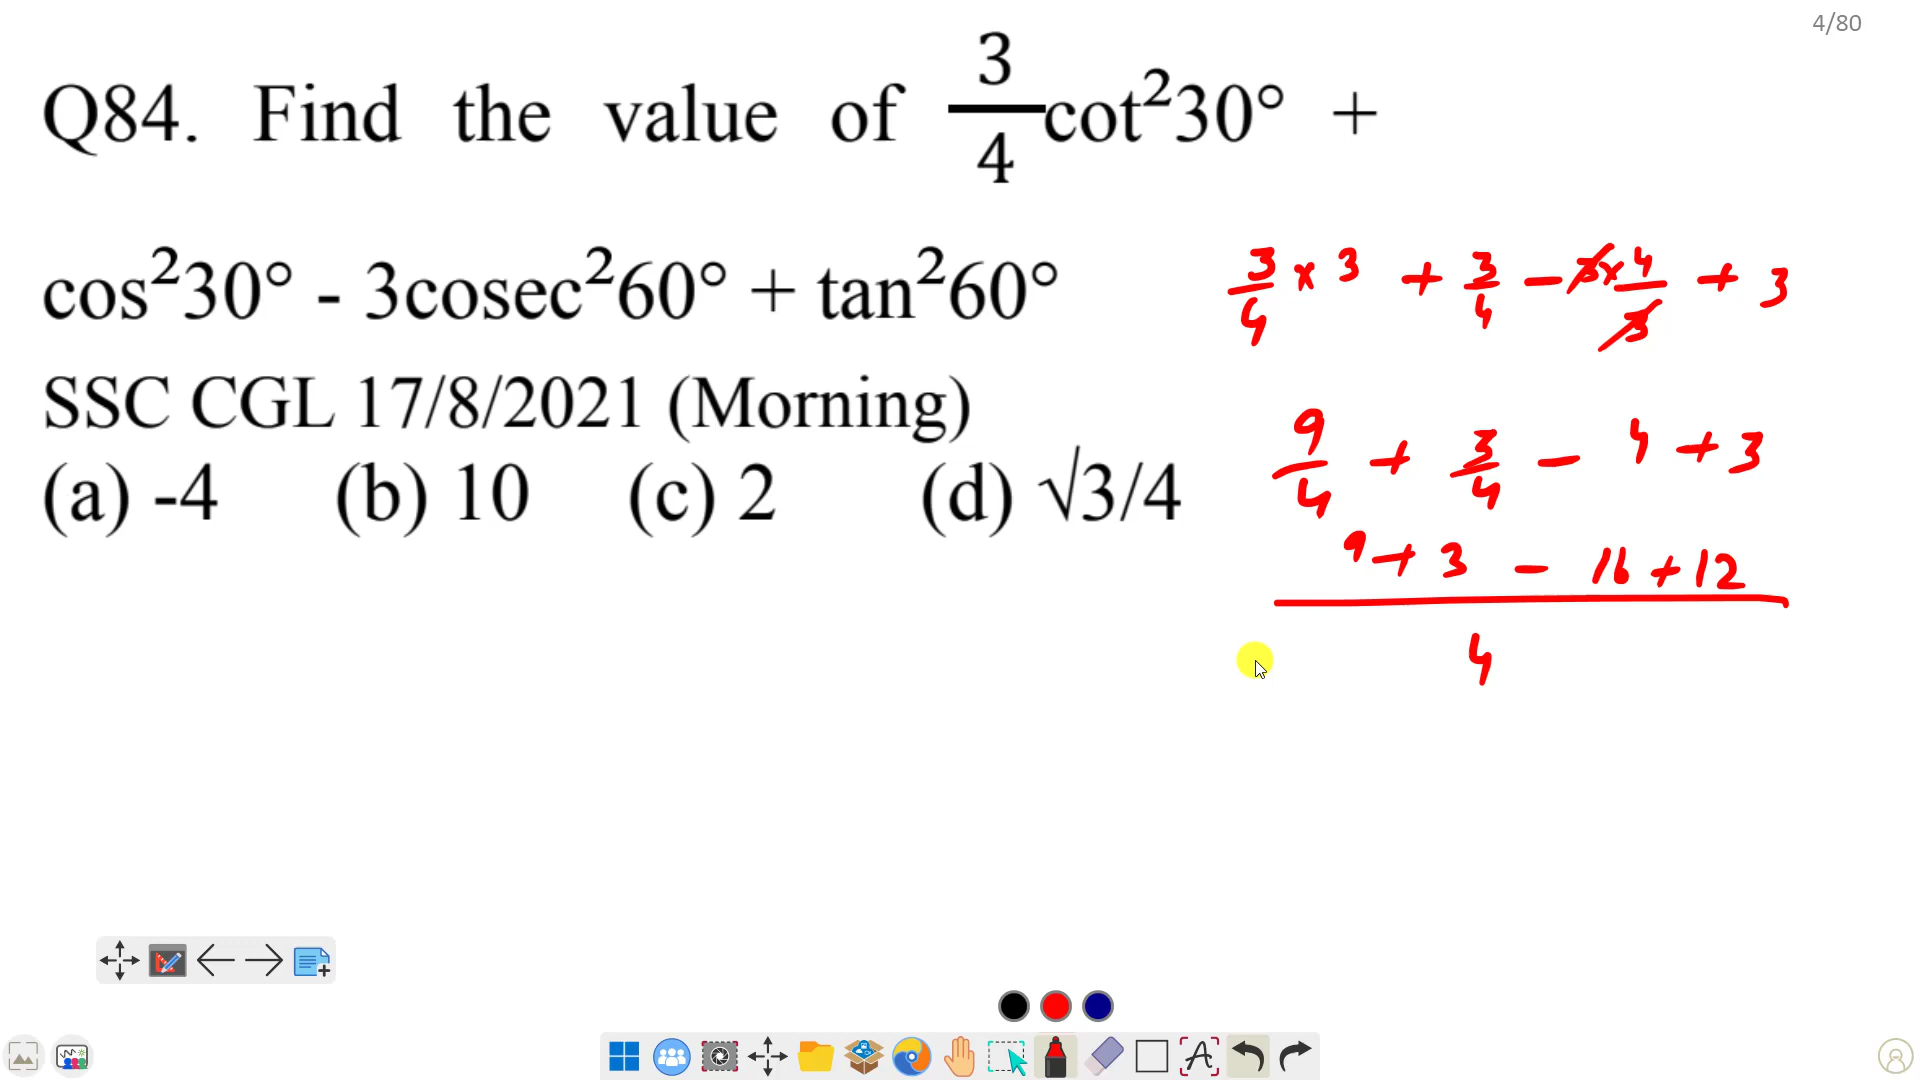 4/80
Q84. Find the value of 3/4 cot²30° +
cos²30° - 3cosec²60° + tan²60°
SSC CGL 17/8/2021 (Morning)
(a) -4 (b) 10 (c) 2 (d) √3/4
3/4 × 3 + 3/4 - 3×4/3 + 3
9/4 + 3/4 - 4 + 3
9 + 3 - 16 + 12
4